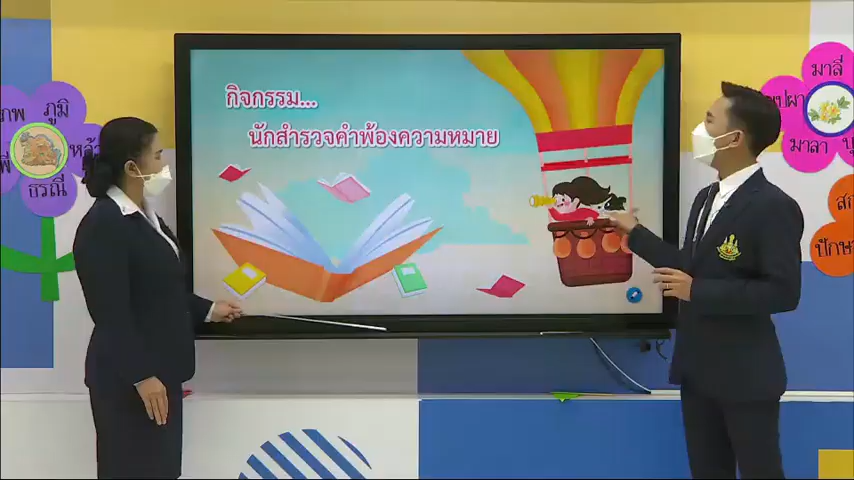 กิจกรรม...
นักสำรวจคำพ้องความหมาย
ภูมิ
ธรณี
มาลี
มาลา